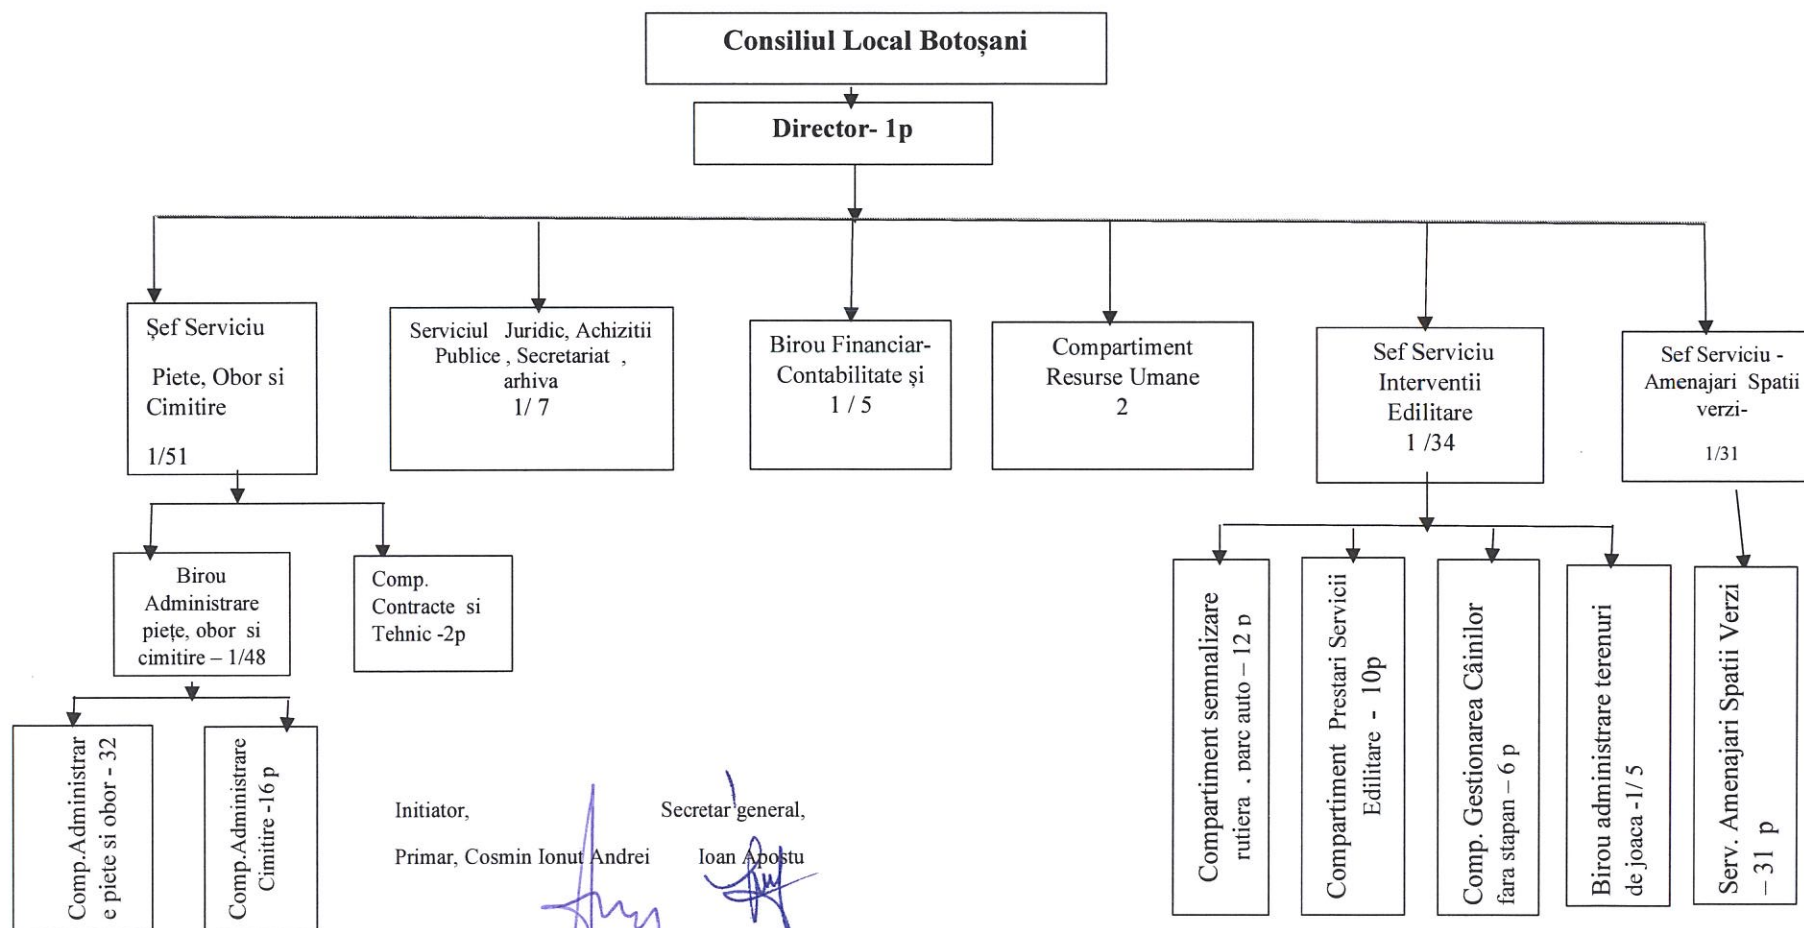 Consiliul Local Botoșani
Director- 1p
Șef Serviciu
Piete, Obor si
Cimitire
1/51
Serviciul Juridic, Achizitii
Publice , Secretariat ,
arhiva
1/ 7
Birou Financiar-
Contabilitate și
1 / 5
Compartiment
Resurse Umane
2
Sef Serviciu
Interventii
Edilitare
1 /34
Sef Serviciu -
Amenajari Spatii
verzi-
1/31
Birou
Administrare
piețe, obor si
cimitire – 1/48
Comp.
Contracte si
Tehnic -2p
Comp.Administrar
e piete si obor - 32
Comp.Administrare
Cimitire -16 p
Compartiment semnalizare
rutiera , parc auto – 12 p
Compartiment Prestari Servicii
Edilitare - 10p
Comp. Gestionarea Câinilor
fara stapan – 6 p
Birou administrare terenuri
de joaca -1/ 5
Serv. Amenajari Spatii Verzi
– 31 p
Initiator,
Secretar general,
Primar, Cosmin Ionut Andrei
Ioan Apostu